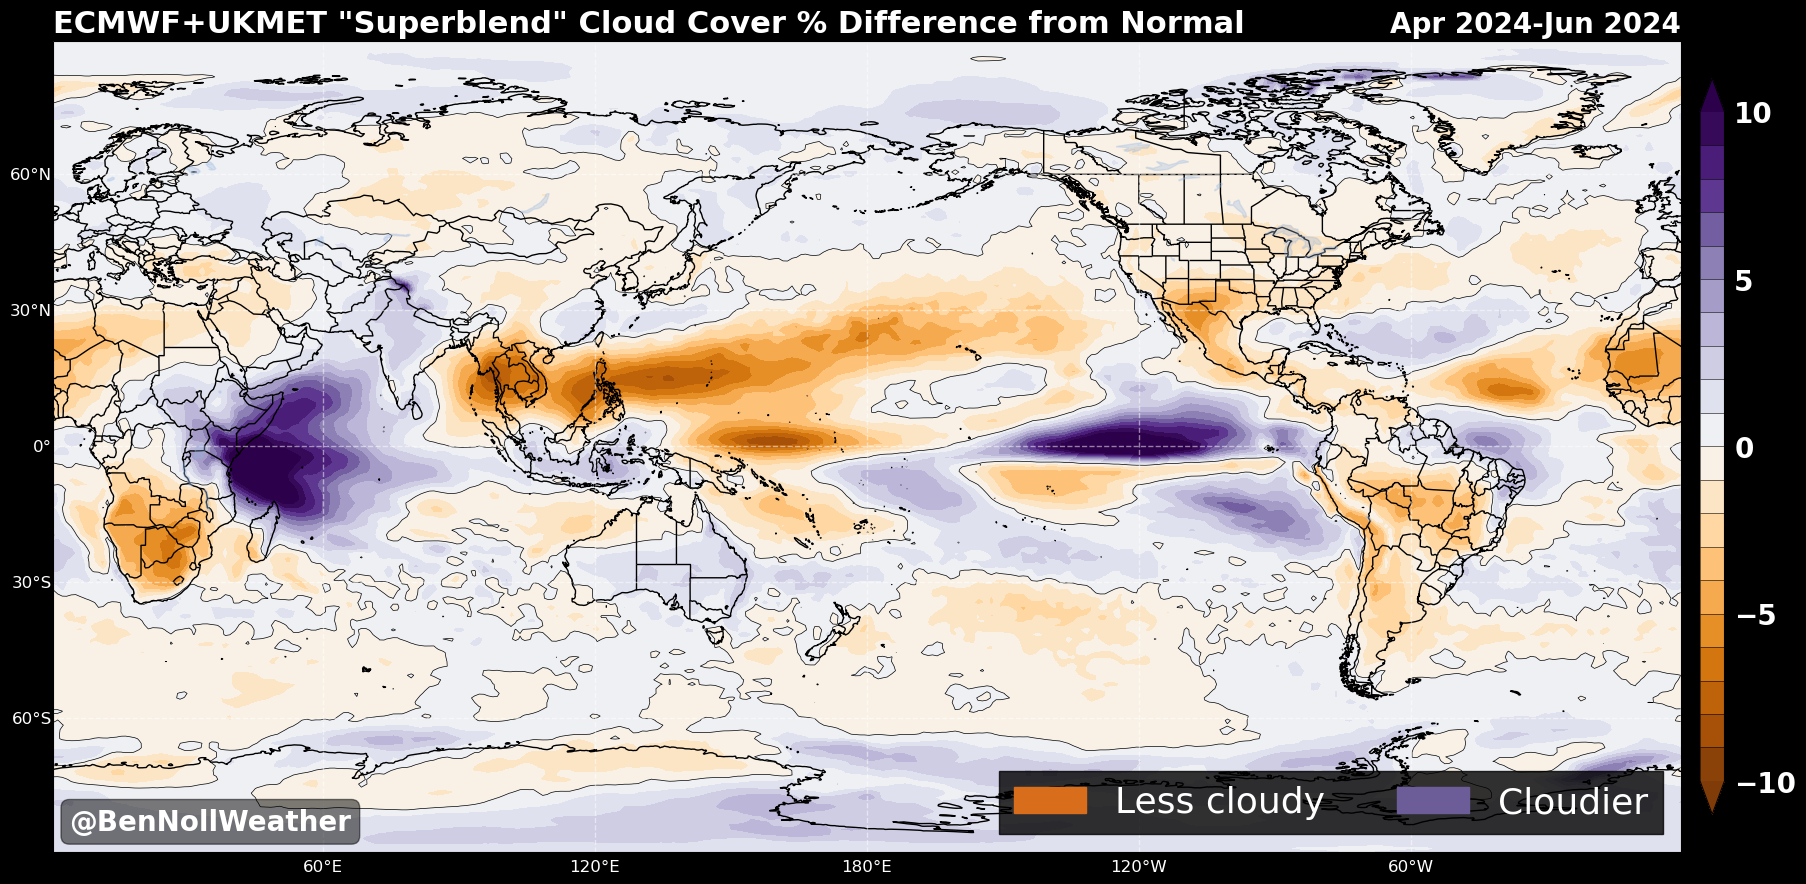 ECMWF+UKMET "Superblend" Cloud Cover % Difference from Normal
Apr 2024-Jun 2024
10
5
0
−5
−10
60°N
30°N
0°
30°S
60°S
60°E
120°E
180°E
120°W
60°W
Less cloudy
Cloudier
@BenNollWeather